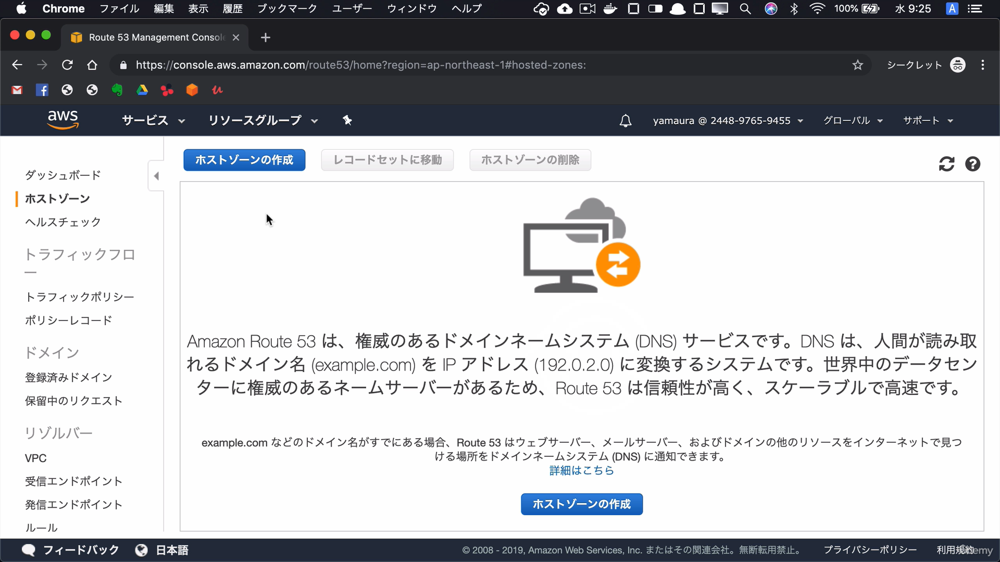 Chrome ファイル 編集 表示 履歴 ブックマーク ユーザー ウィンドウ ヘルプ 100% 水 9:25 A
Route 53 Management Console
https://console.aws.amazon.com/route53/home?region=ap-northeast-1#hosted-zones: シークレット
aws サービス リソースグループ yamaura @ 2448-9765-9455 グローバル サポート
ホストゾーンの作成 レコードセットに移動 ホストゾーンの削除
ダッシュボード
ホストゾーン
ヘルスチェック
トラフィックフロ
ー
トラフィックポリシー
ポリシーレコード
ドメイン
登録済みドメイン
保留中のリクエスト
リゾルバー
VPC
受信エンドポイント
発信エンドポイント
ルール
Amazon Route 53 は、権威のあるドメインネームシステム (DNS) サービスです。DNS は、人間が読み取
れるドメイン名 (example.com) を IP アドレス (192.0.2.0) に変換するシステムです。世界中のデータセン
ターに権威のあるネームサーバーがあるため、Route 53 は信頼性が高く、スケーラブルで高速です。
example.com などのドメイン名がすでにある場合、Route 53 はウェブサーバー、メールサーバー、およびドメインの他のリソースをインターネットで見つ
ける場所をドメインネームシステム (DNS) に通知できます。
詳細はこちら
ホストゾーンの作成
フィードバック 日本語 © 2008 - 2019, Amazon Web Services, Inc. またはその関連会社。無断転用禁止。 プライバシーポリシー 利用規約